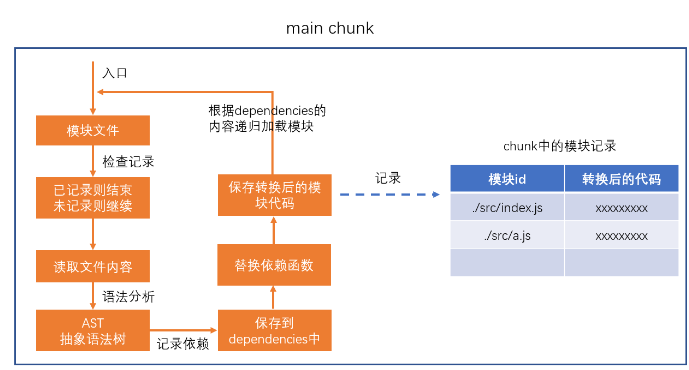 main chunk
入口
模块文件
检查记录
已记录则结束
未记录则继续
读取文件内容
语法分析
AST
抽象语法树
记录依赖
保存到
dependencies中
替换依赖函数
保存转换后的模
块代码
根据dependencies的
内容递归加载模块
记录
chunk中的模块记录
模块id 转换后的代码
./src/index.js xxxxxxxxx
./src/a.js xxxxxxxxx